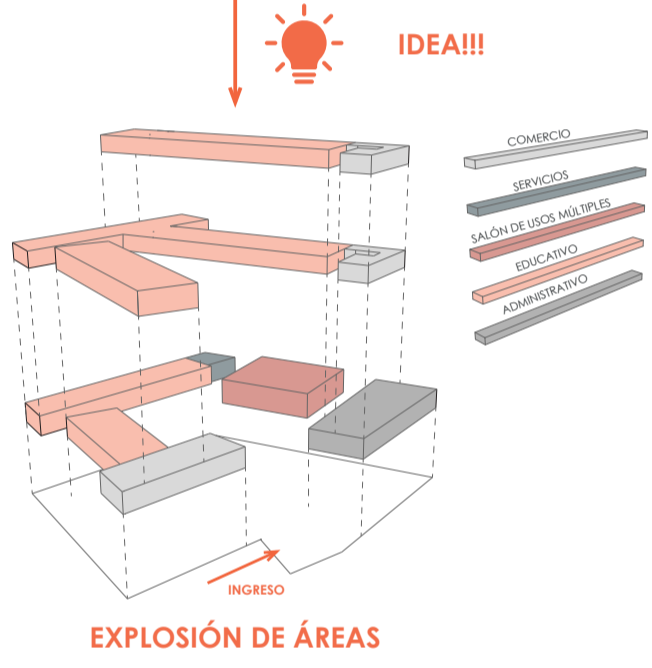 IDEA!!!
COMERCIO
SERVICIOS
SALÓN DE USOS MÚLTIPLES
EDUCATIVO
ADMINISTRATIVO
INGRESO
EXPLOSIÓN DE ÁREAS